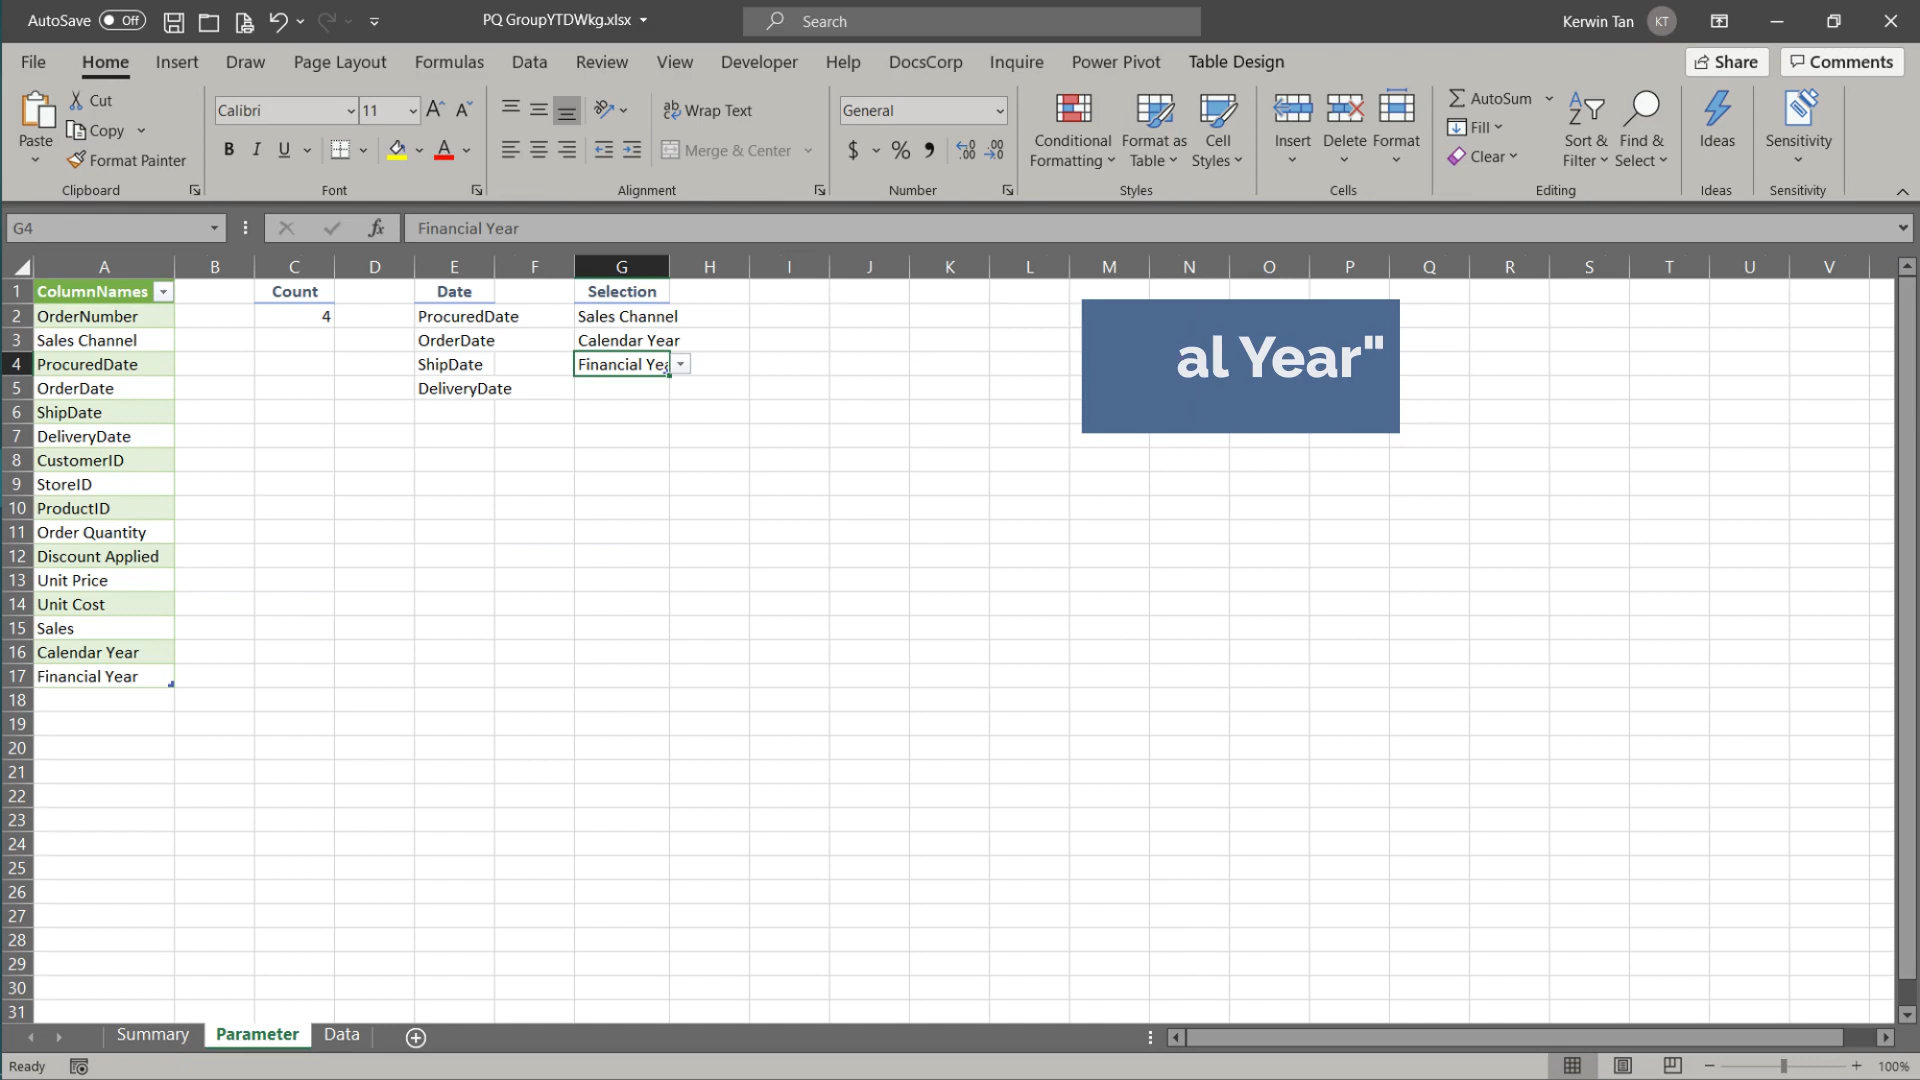 AutoSave Off PQ GroupYTDWkg.xlsx Search Kerwin Tan KT
File Home Insert Draw Page Layout Formulas Data Review View Developer Help DocsCorp Inquire Power Pivot Table Design Share Comments
Paste Cut Copy Format Painter Clipboard
Calibri 11 B I U A Font
Wrap Text Merge & Center Alignment
General $ % Number
Conditional Formatting Format as Table Cell Styles Styles
Insert Delete Format Cells
AutoSum Fill Clear Sort & Filter Find & Select Editing
Ideas Ideas
Sensitivity Sensitivity
G4 fx Financial Year
A B C D E F G H I J K L M N O P Q R S T U V
1 ColumnNames Count Date Selection
2 OrderNumber 4 ProcuredDate Sales Channel
3 Sales Channel OrderDate Calendar Year
4 ProcuredDate ShipDate Financial Yea
5 OrderDate DeliveryDate
al Year"
6 ShipDate
7 DeliveryDate
8 CustomerID
9 StoreID
10 ProductID
11 Order Quantity
12 Discount Applied
13 Unit Price
14 Unit Cost
15 Sales
16 Calendar Year
17 Financial Year
18
19
20
21
22
23
24
25
26
27
28
29
30
31
Summary Parameter Data
Ready 100%